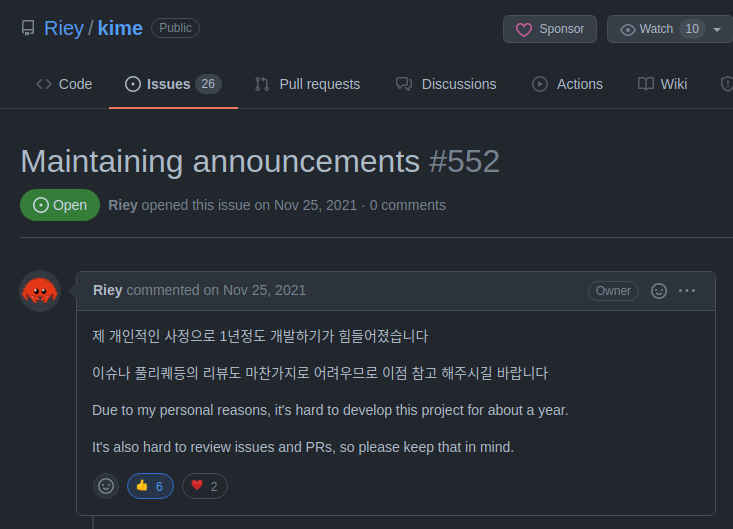 Riey / kime Public
Sponsor
Watch 10
Code
Issues 26
Pull requests
Discussions
Actions
Wiki
Maintaining announcements #552
Open
Riey opened this issue on Nov 25, 2021 · 0 comments
Riey commented on Nov 25, 2021
Owner
제 개인적인 사정으로 1년정도 개발하기가 힘들어졌습니다
이슈나 풀리퀘등의 리뷰도 마찬가지로 어려우므로 이점 참고 해주시길 바랍니다
Due to my personal reasons, it's hard to develop this project for about a year.
It's also hard to review issues and PRs, so please keep that in mind.
👍 6
❤️ 2